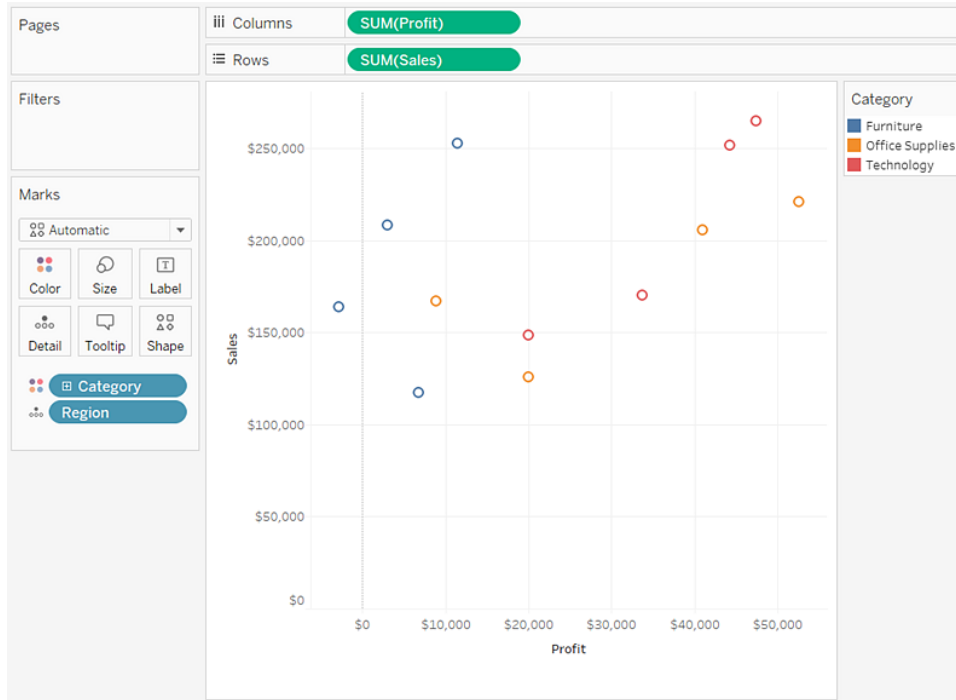 Pages
Columns
SUM(Profit)
Rows
SUM(Sales)
Filters
Marks
Automatic
Color
Size
Label
Detail
Tooltip
Shape
Category
Region
Sales
$250,000
$200,000
$150,000
$100,000
$50,000
$0
$0 $10,000 $20,000 $30,000 $40,000 $50,000
Profit
Category
Furniture
Office Supplies
Technology